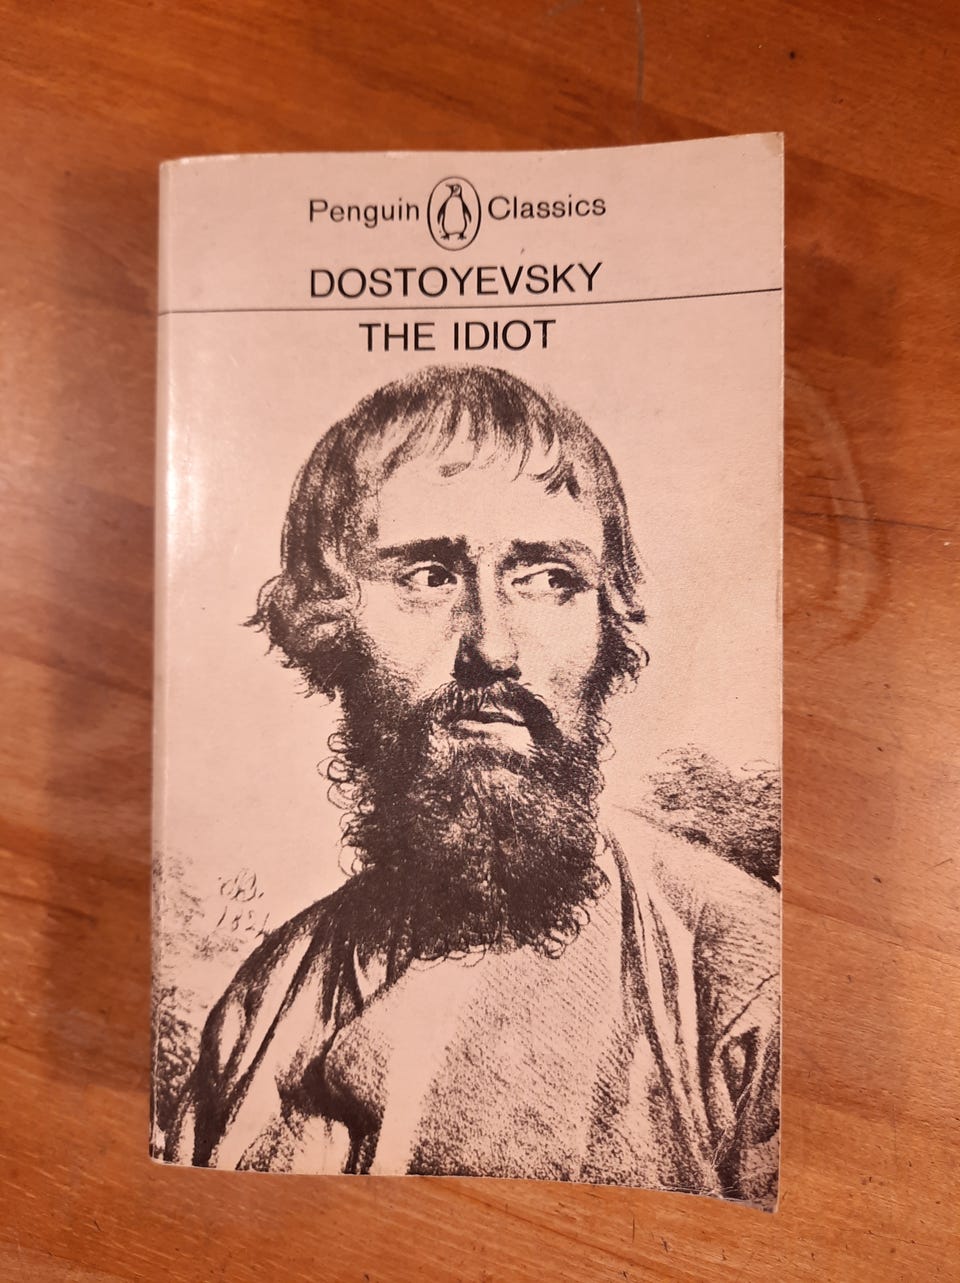 Penguin Classics
DOSTOYEVSKY
THE IDIOT